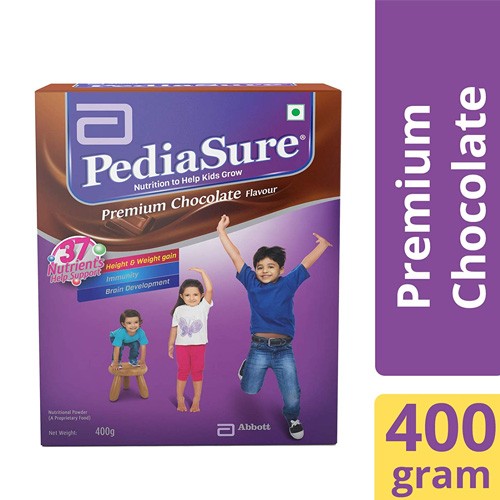 PediaSure®
Nutrition to Help Kids Grow
Premium Chocolate Flavour
37
Nutrients
Help Support
Height & Weight gain
Immunity
Brain Development
Nutritional Powder
(A Proprietary Food)
Net Weight: 400g
Abbott
Premium
Chocolate
400
gram